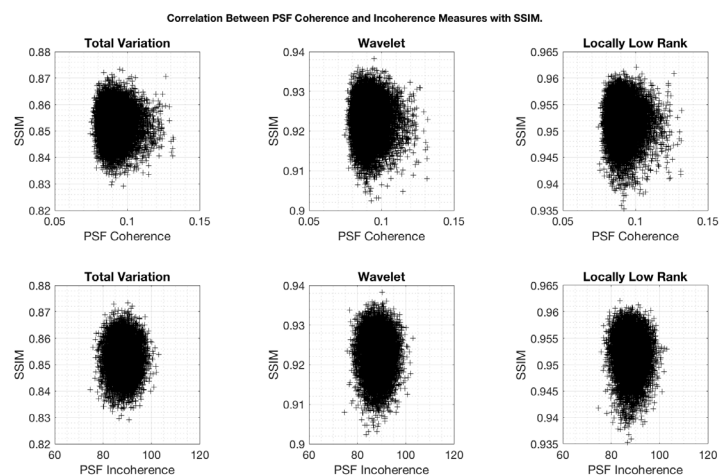 Correlation Between PSF Coherence and Incoherence Measures with SSIM.
Total Variation
0.88
0.87
0.86
0.85
0.84
0.83
0.82
SSIM
0.05 0.1 0.15
PSF Coherence
Wavelet
0.94
0.93
0.92
0.91
0.9
SSIM
0.05 0.1 0.15
PSF Coherence
Locally Low Rank
0.965
0.96
0.955
0.95
0.945
0.94
0.935
SSIM
0.05 0.1 0.15
PSF Coherence
Total Variation
0.88
0.87
0.86
0.85
0.84
0.83
0.82
SSIM
60 80 100 120
PSF Incoherence
Wavelet
0.94
0.93
0.92
0.91
0.9
SSIM
60 80 100 120
PSF Incoherence
Locally Low Rank
0.965
0.96
0.955
0.95
0.945
0.94
0.935
SSIM
60 80 100 120
PSF Incoherence